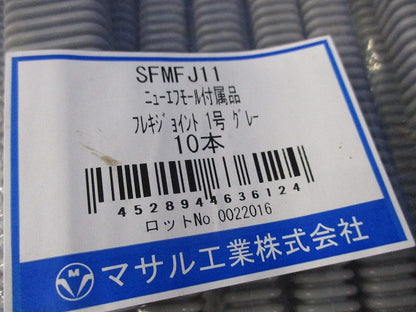 SFMFJ11
ニューエフモール付属品
フレキジョイント 1号 グレー
10本
4528944636124
ロットNo 0022016
M マサル工業株式会社